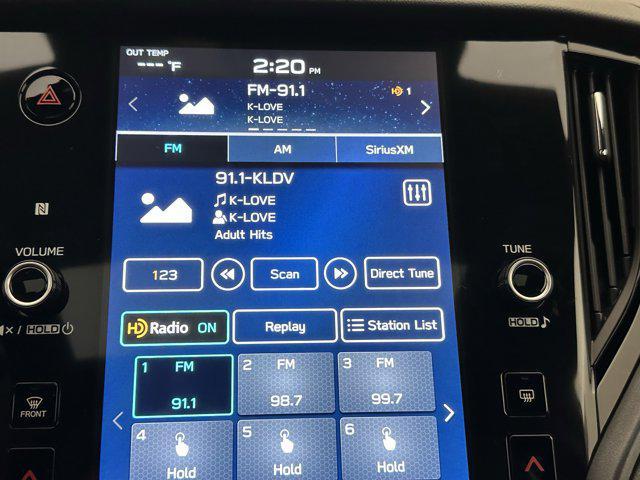 OUT TEMP
--- °F
2:20 PM
FM-91.1
HD 1
K-LOVE
K-LOVE
FM AM SiriusXM
91.1-KLDV
K-LOVE
K-LOVE
Adult Hits
123 Scan Direct Tune
HD Radio ON Replay Station List
1 FM 91.1
2 FM 98.7
3 FM 99.7
4 Hold
5 Hold
6 Hold
N
VOLUME
/ HOLD
FRONT
TUNE
HOLD